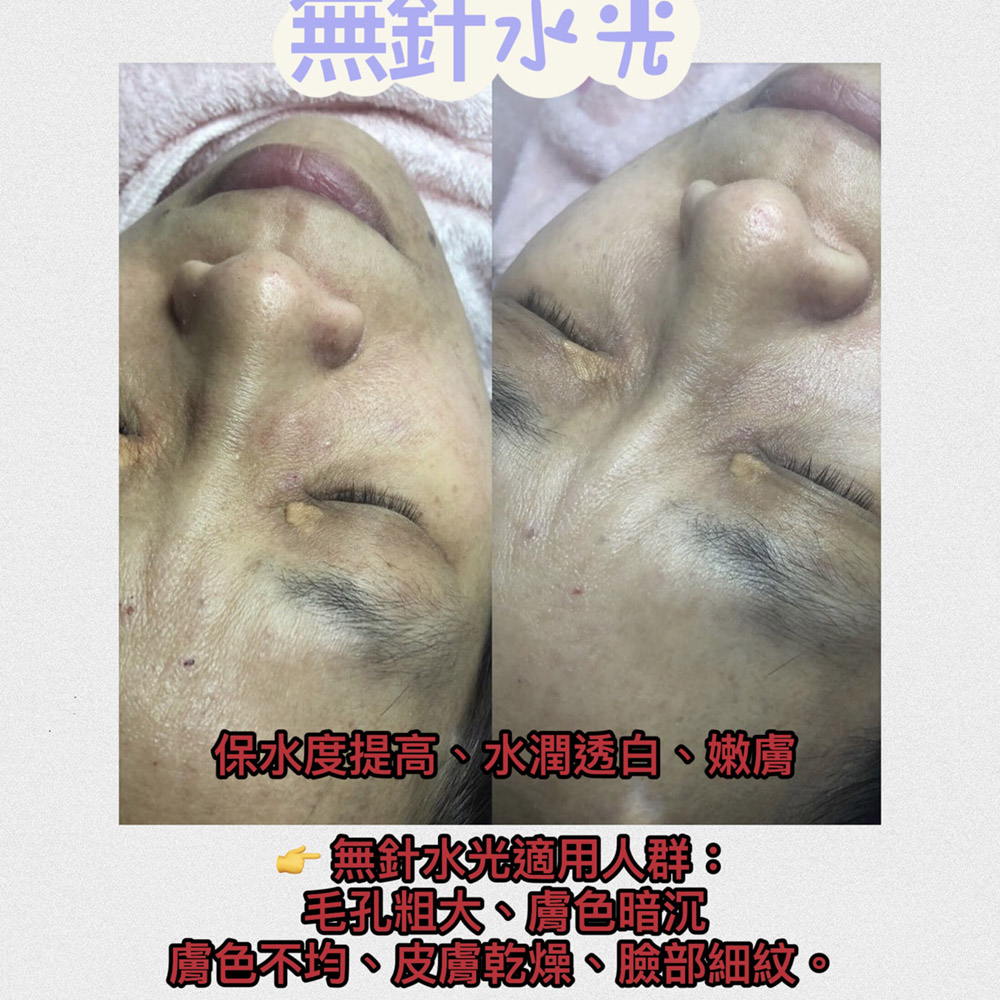 無針水光
保水度提高、水潤透白、嫩膚
👉 無針水光適用人群：
毛孔粗大、膚色暗沉
膚色不均、皮膚乾燥、臉部細紋。